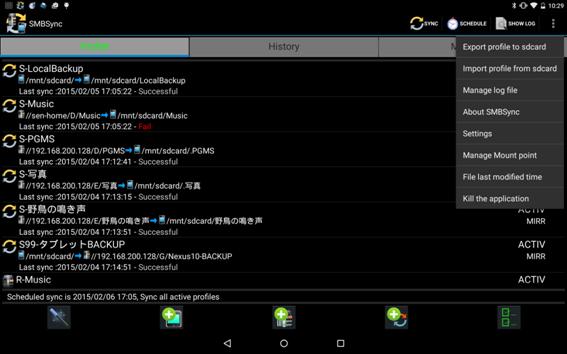 10:29
SMBSync SYNC SCHEDULE SHOW LOG
History M
S-LocalBackup
/mnt/sdcard/ /mnt/sdcard/LocalBackup
Last sync :2015/02/05 17:05:22 - Successful
S-Music
//sen-home/D/Music /mnt/sdcard/Music
Last sync :2015/02/05 17:05:22 - Fail
S-PGMS
//192.168.200.128/D/PGMS /mnt/sdcard/.PGMS
Last sync :2015/02/04 17:12:41 - Successful
S-写真
//192.168.200.128/E/写真 /mnt/sdcard/.写真
Last sync :2015/02/04 17:13:15 - Successful
S-野鳥の鳴き声 ACTIV
//192.168.200.128/E/野鳥の鳴き声 /mnt/sdcard/.野鳥の鳴き声 MIRR
Last sync :2015/02/04 17:13:51 - Successful
S99-タブレットBACKUP ACTIV
/mnt/sdcard/ //192.168.200.128/G/Nexus10-BACKUP MIRR
Last sync :2015/02/04 17:14:51 - Successful
R-Music ACTIV
Scheduled sync is 2015/02/06 17:05, Sync all active profiles
Export profile to sdcard
Import profile from sdcard
Manage log file
About SMBSync
Settings
Manage Mount point
File last modified time
Kill the application